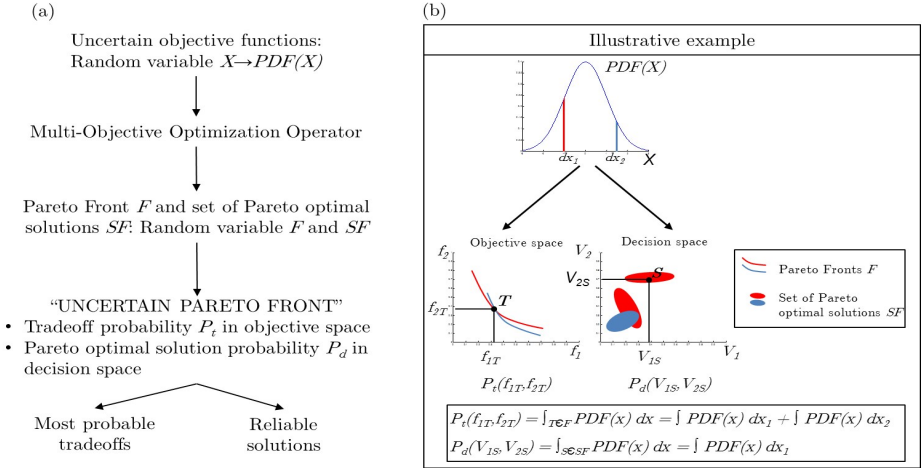 (a)
Uncertain objective functions:
Random variable X→PDF(X)
Multi-Objective Optimization Operator
Pareto Front F and set of Pareto optimal
solutions SF: Random variable F and SF
“UNCERTAIN PARETO FRONT”
• Tradeoff probability Pt in objective space
• Pareto optimal solution probability Pd in
decision space
Most probable
tradeoffs
Reliable
solutions
(b)
Illustrative example
PDF(X)
dx1
dx2
X
Objective space
f2
T
f2T
f1T
f1
Pt(f1T,f2T)
Decision space
V2
S
V2S
V1S
V1
Pd(V1S,V2S)
Pareto Fronts F
Set of Pareto
optimal solutions SF
Pt(f1T,f2T) = ∫T∈F PDF(x) dx = ∫ PDF(x) dx1 + ∫ PDF(x) dx2
Pd(V1S,V2S) = ∫S∈SF PDF(x) dx = ∫ PDF(x) dx1